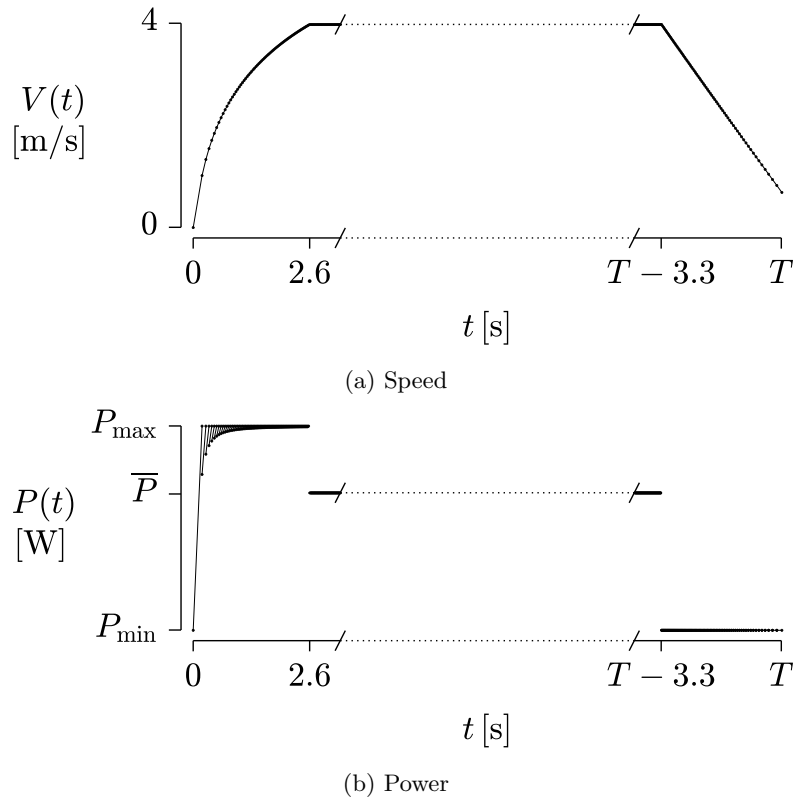 4
V(t)
[m/s]
0
0 2.6 T − 3.3 T
t [s]
(a) Speed
P_max
P̅
P(t)
[W]
P_min
0 2.6 T − 3.3 T
t [s]
(b) Power